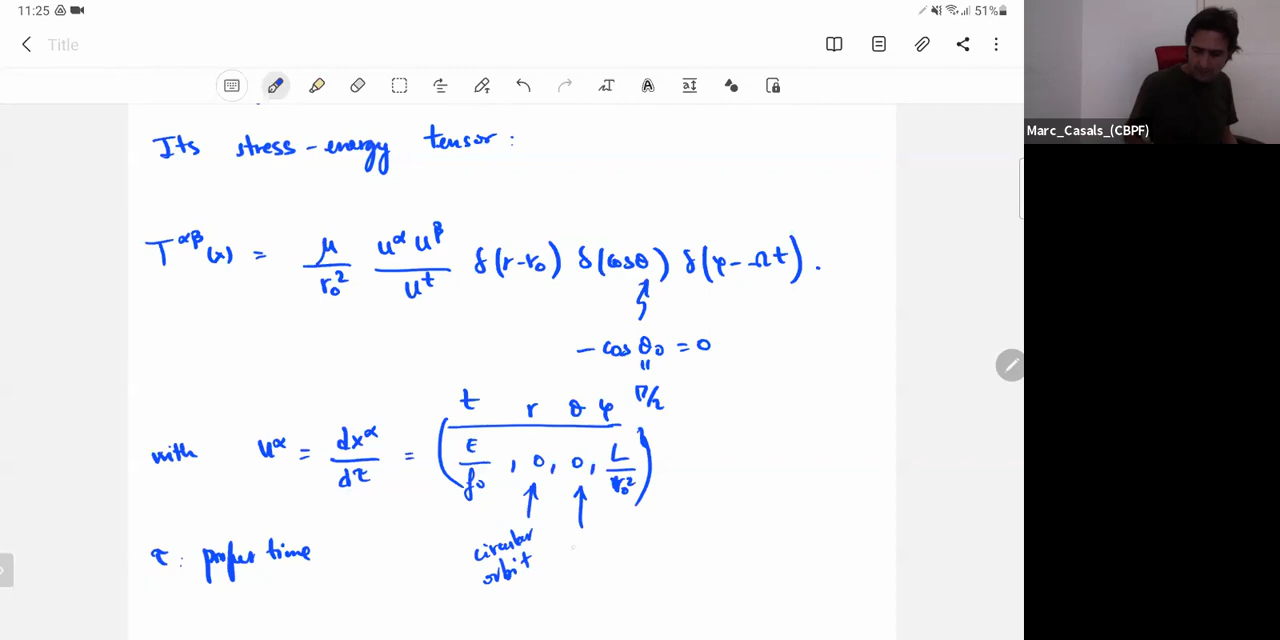 11:25
51%
Title
Marc_Casals_(CBPF)
Its stress-energy tensor:
T^{αβ}(x) = μ/r₀² u^α u^β/u^t δ(r-r₀) δ(cosθ) δ(φ-Ωt).
- cos θ₀ = 0
" π/2
t r θ φ
with u^α = dx^α/dτ = (E/f₀, 0, 0, L/r₀²)
τ: proper time
circular
orbit